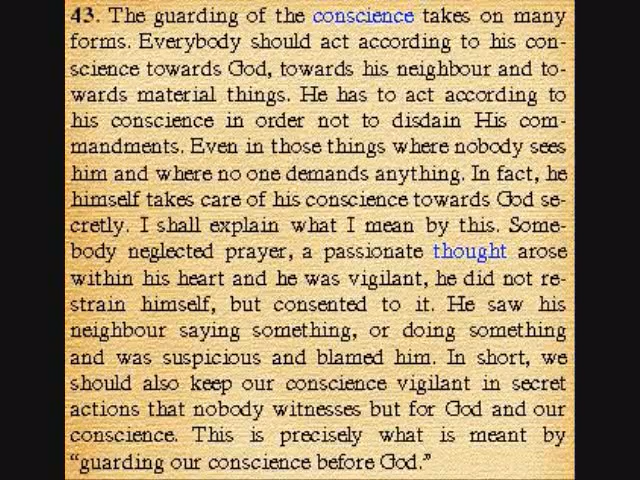 43. The guarding of the conscience takes on many
forms. Everybody should act according to his con-
science towards God, towards his neighbour and to-
wards material things. He has to act according to
his conscience in order not to disdain His com-
mandments. Even in those things where nobody sees
him and where no one demands anything. In fact, he
himself takes care of his conscience towards God se-
cretly. I shall explain what I mean by this. Some-
body neglected prayer, a passionate thought arose
within his heart and he was vigilant, he did not re-
strain himself, but consented to it. He saw his
neighbour saying something, or doing something
and was suspicious and blamed him. In short, we
should also keep our conscience vigilant in secret
actions that nobody witnesses but for God and our
conscience. This is precisely what is meant by
“guarding our conscience before God.”